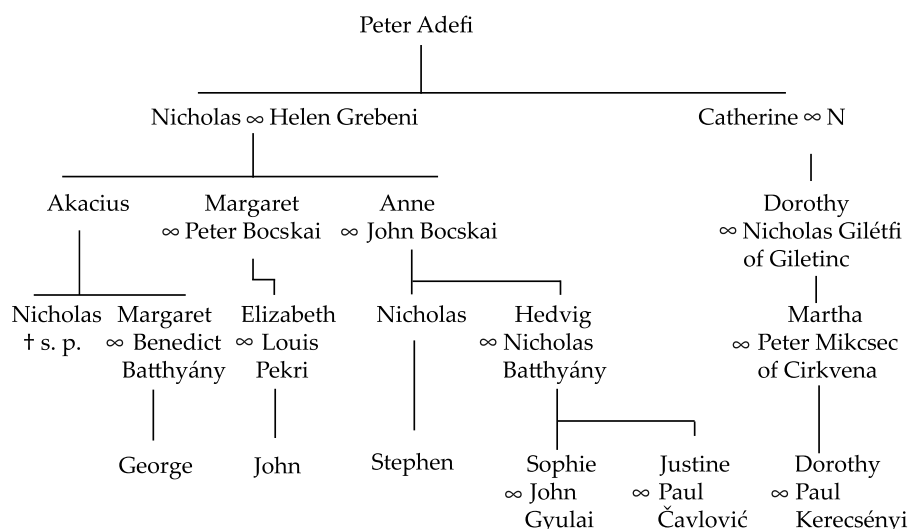 Peter Adefi
Nicholas ∞ Helen Grebeni
Catherine ∞ N
Akacius
Margaret
∞ Peter Bocskai
Anne
∞ John Bocskai
Dorothy
∞ Nicholas Gilétfi
of Giletinc
Nicholas
† s. p.
Margaret
∞ Benedict
Batthyány
Elizabeth
∞ Louis
Pekri
Nicholas
Hedvig
∞ Nicholas
Batthyány
Martha
∞ Peter Mikcsec
of Cirkvena
George
John
Stephen
Sophie
∞ John
Gyulai
Justine
∞ Paul
Čavlović
Dorothy
∞ Paul
Kerecsényi